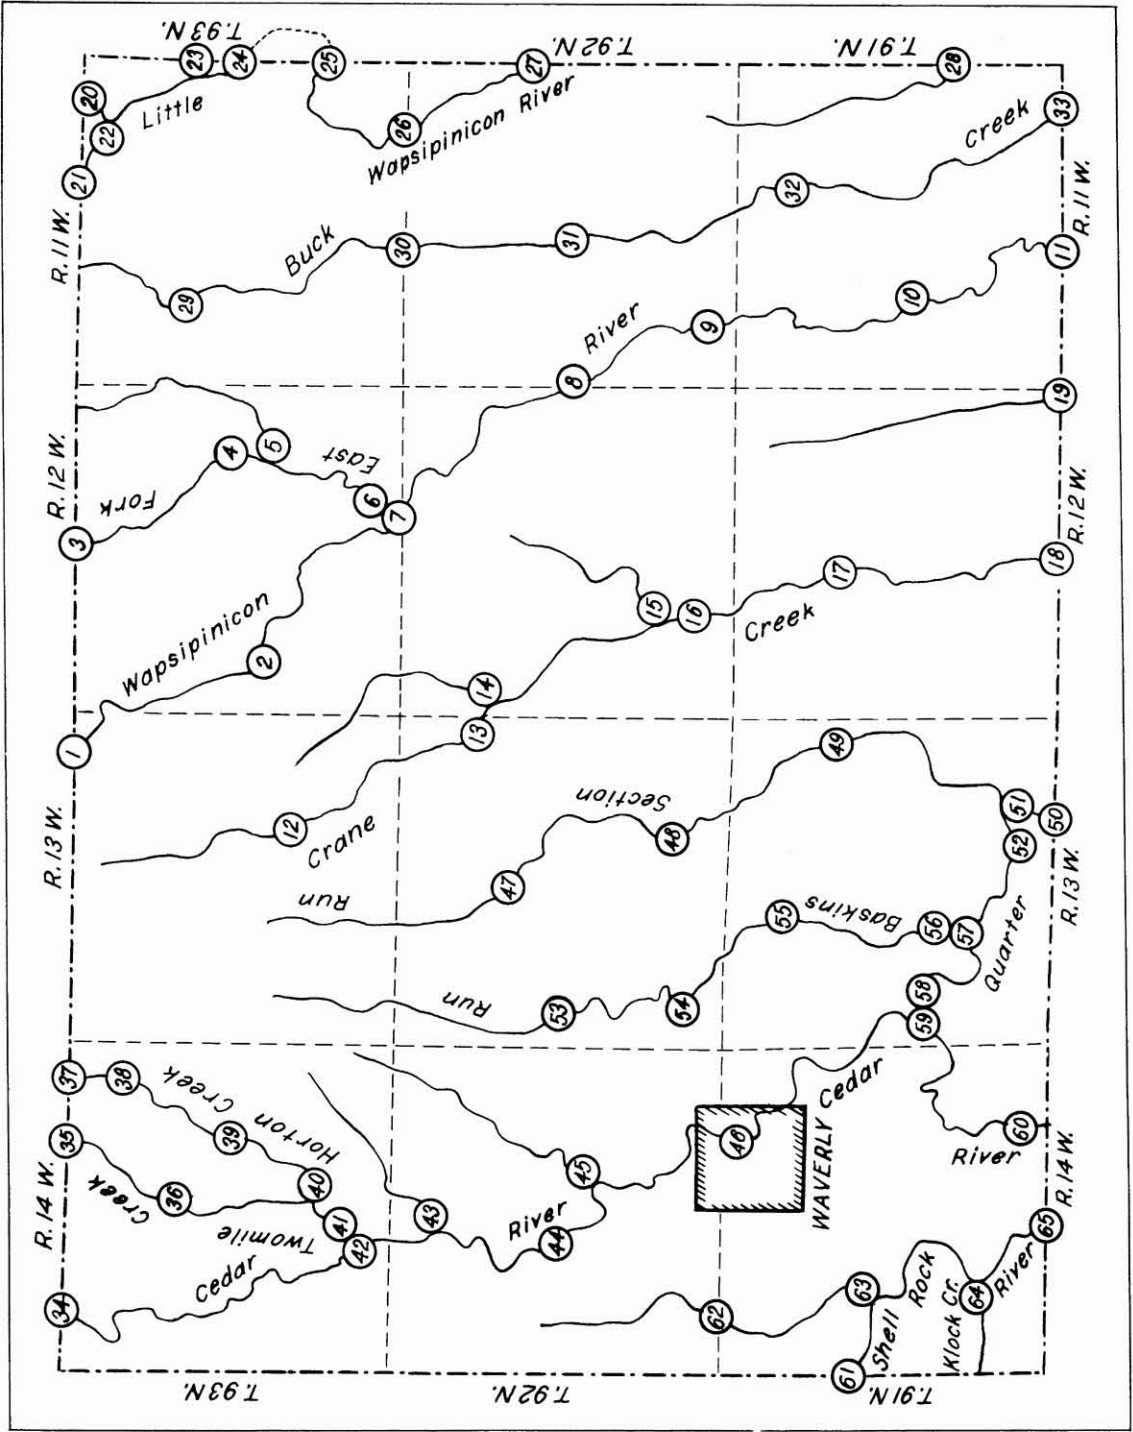 T.93N.
T.92N.
T.91N.
R.11W.
R.12W.
R.13W.
R.14W.
20
21
22
23
24
25
26
27
28
Little
Wapsipinicon River
29
30
31
32
33
Buck
Creek
R.11W.
1
2
3
4
5
6
7
8
9
10
11
Fork
East
Wapsipinicon
River
12
13
14
15
16
17
18
19
Crane
Creek
R.12W.
47
48
49
50
51
52
Run
Section
53
54
55
56
57
58
59
Run
Baskins
Quarter
R.13W.
34
35
36
37
38
39
40
41
42
43
44
45
46
60
Horton Creek
Twomile
Creek
Cedar
River
WAVERLY
Cedar
River
61
62
63
64
65
Shell
Rock
River
Klock Cr.
R.14W.
T.93N.
T.92N.
T.91N.